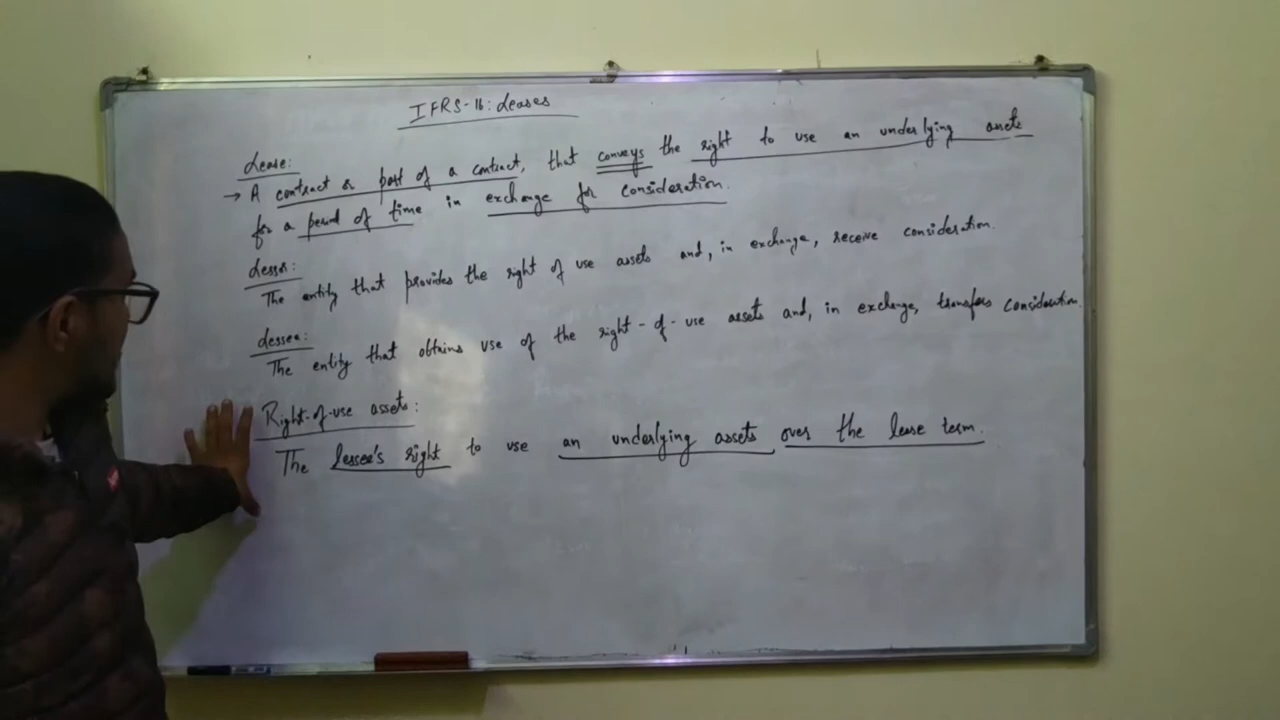 IFRS-16: Leases
Lease:
→ A contract or part of a contract, that conveys the right to use an underlying assets
for a period of time in exchange for consideration.
Lessor:
The entity that provides the right of use assets and, in exchange, receive consideration.
Lessee:
The entity that obtains use of the right-of-use assets and, in exchange, transfers consideration.
Right-of-use assets:
The lessee's right to use an underlying assets over the lease term.